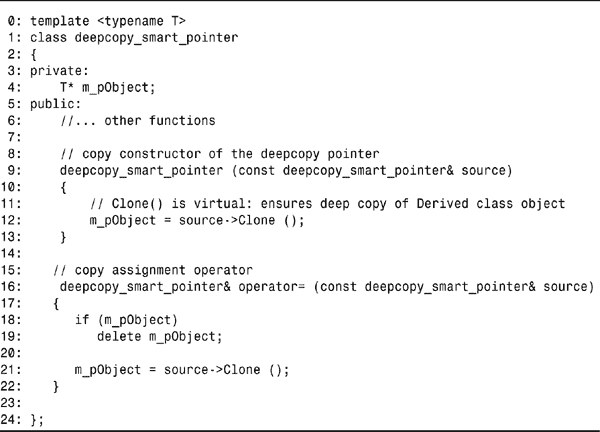 0: template <typename T>
1: class deepcopy_smart_pointer
2: {
3: private:
4:     T* m_pObject;
5: public:
6:     //... other functions
7:
8:     // copy constructor of the deepcopy pointer
9:     deepcopy_smart_pointer (const deepcopy_smart_pointer& source)
10:     {
11:         // Clone() is virtual: ensures deep copy of Derived class object
12:         m_pObject = source->Clone ();
13:     }
14:
15:    // copy assignment operator
16:     deepcopy_smart_pointer& operator= (const deepcopy_smart_pointer& source)
17:    {
18:       if (m_pObject)
19:          delete m_pObject;
20:
21:       m_pObject = source->Clone ();
22:    }
23:
24: };